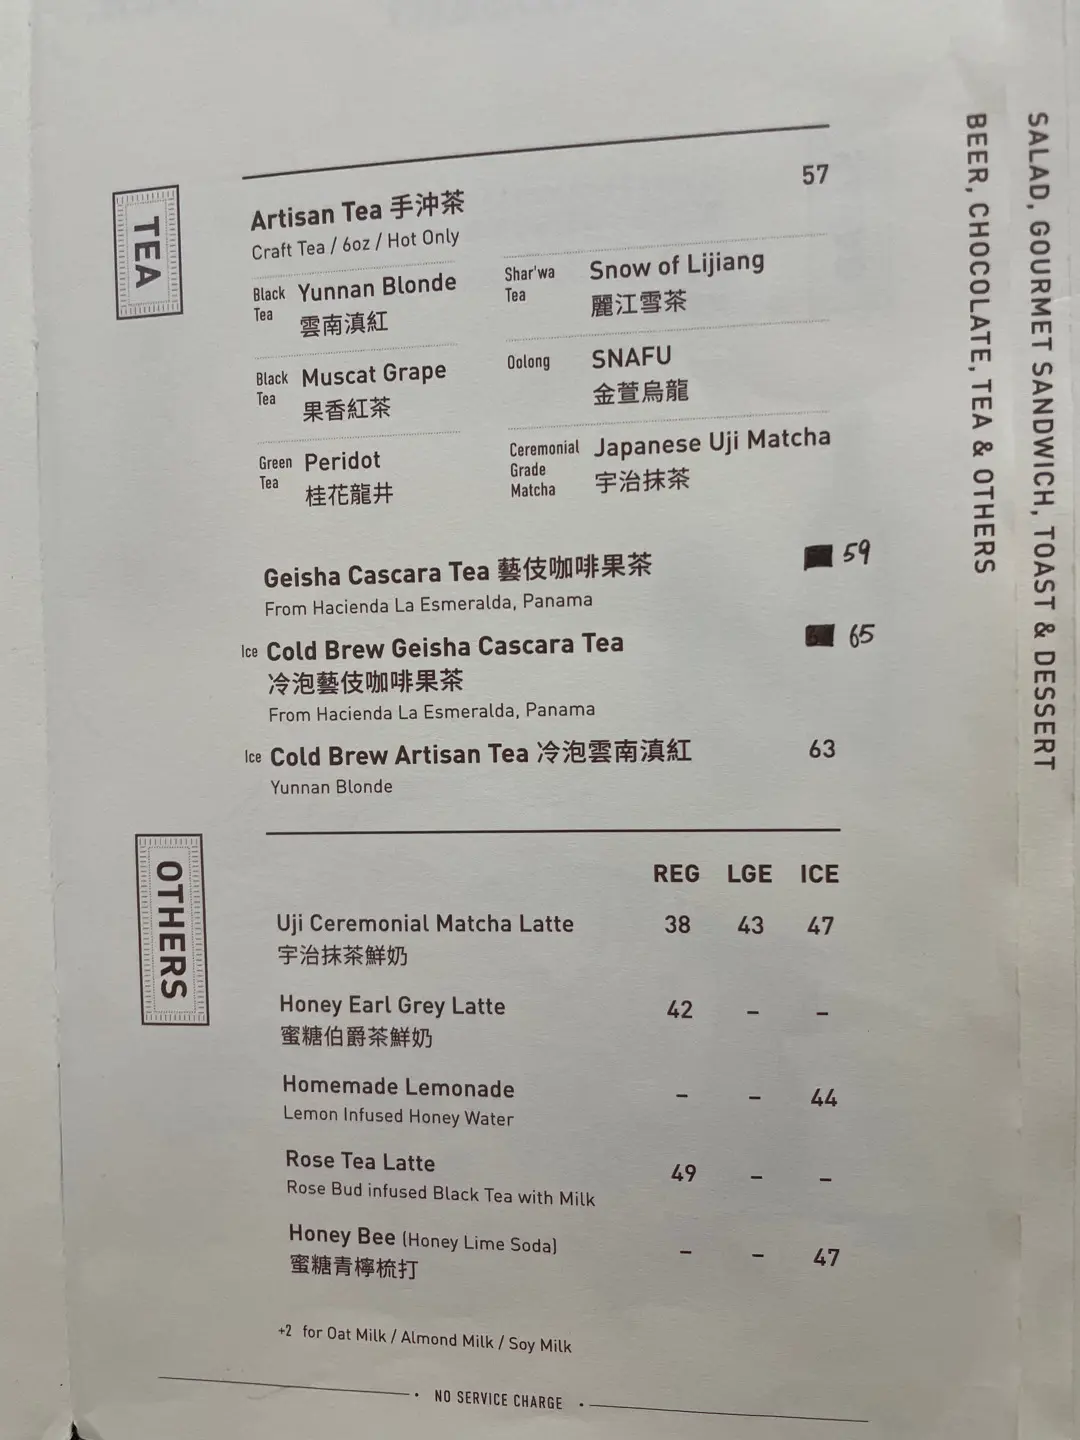 SALAD, GOURMET SANDWICH, TOAST & DESSERT
BEER, CHOCOLATE, TEA & OTHERS
TEA
Artisan Tea 手沖茶 57
Craft Tea / 6oz / Hot Only
Black Tea Yunnan Blonde
雲南滇紅
Black Tea Muscat Grape
果香紅茶
Green Tea Peridot
桂花龍井
Shar'wa Tea Snow of Lijiang
麗江雪茶
Oolong SNAFU
金萱烏龍
Ceremonial Grade Matcha Japanese Uji Matcha
宇治抹茶
Geisha Cascara Tea 藝伎咖啡果茶 59
From Hacienda La Esmeralda, Panama
Ice Cold Brew Geisha Cascara Tea 65
冷泡藝伎咖啡果茶
From Hacienda La Esmeralda, Panama
Ice Cold Brew Artisan Tea 冷泡雲南滇紅 63
Yunnan Blonde
OTHERS
REG LGE ICE
Uji Ceremonial Matcha Latte 38 43 47
宇治抹茶鮮奶
Honey Earl Grey Latte 42 – –
蜜糖伯爵茶鮮奶
Homemade Lemonade – – 44
Lemon Infused Honey Water
Rose Tea Latte 49 – –
Rose Bud infused Black Tea with Milk
Honey Bee (Honey Lime Soda) – – 47
蜜糖青檸梳打
+2 for Oat Milk / Almond Milk / Soy Milk
NO SERVICE CHARGE